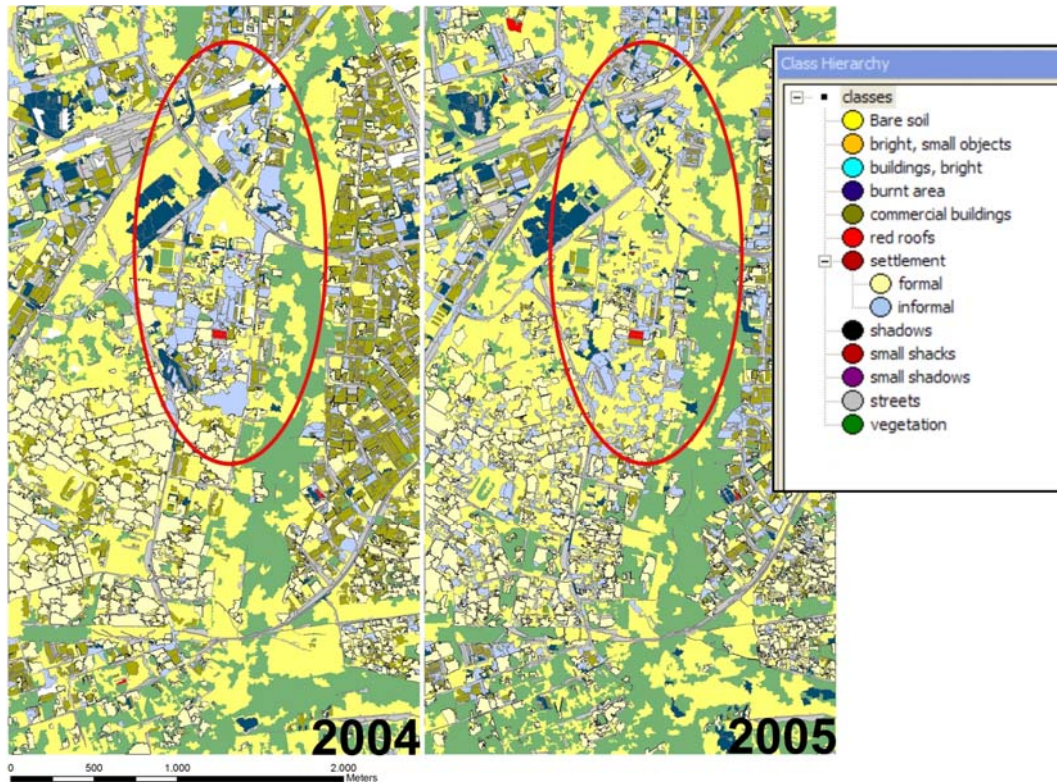 Class Hierarchy
classes
Bare soil
bright, small objects
buildings, bright
burnt area
commercial buildings
red roofs
settlement
formal
informal
shadows
small shacks
small shadows
streets
vegetation
2004
2005
0 500 1.000 2.000
Meters